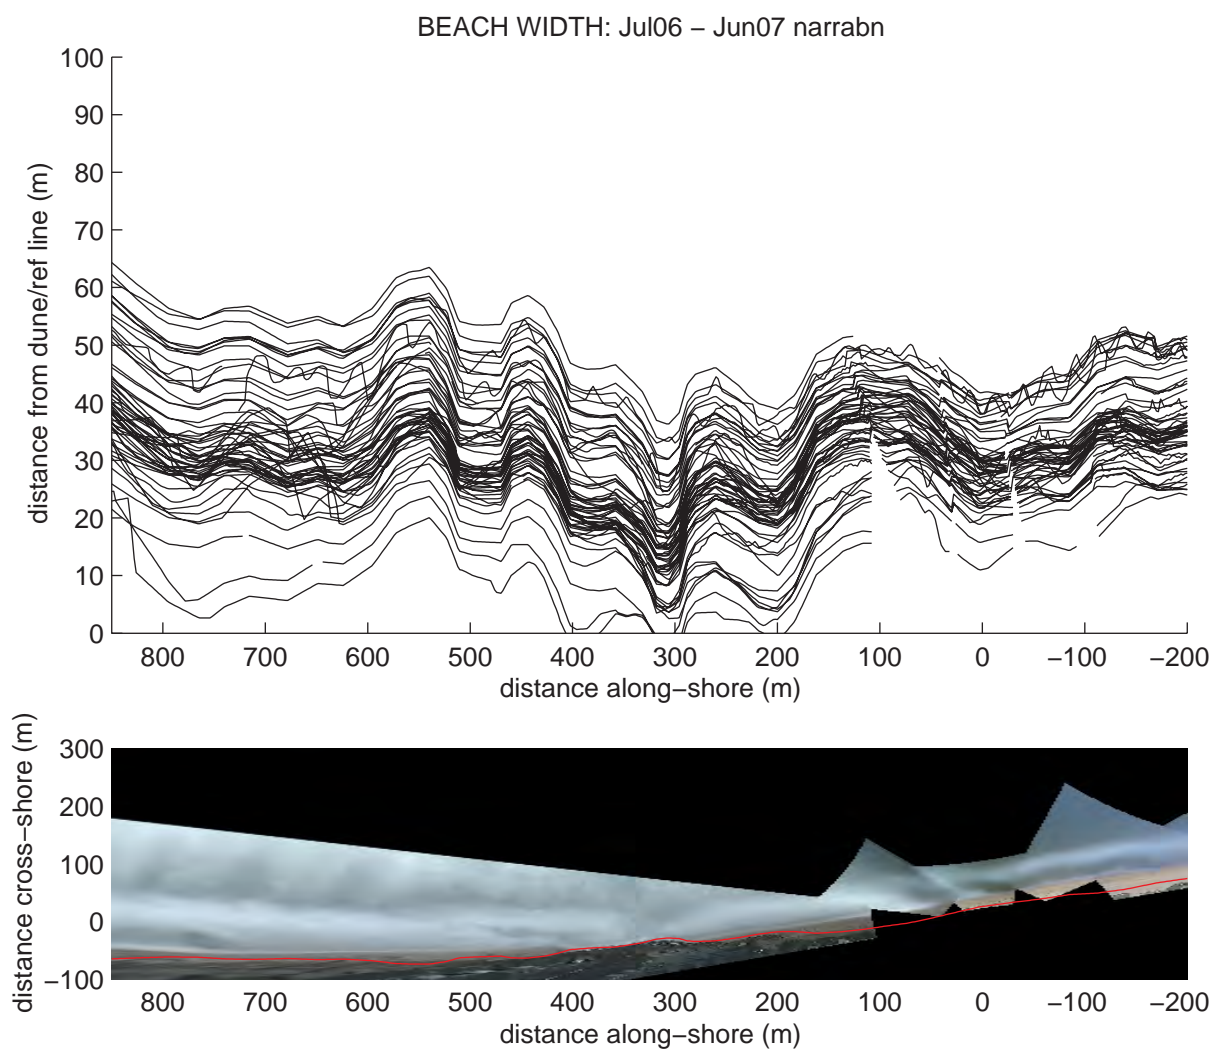 BEACH WIDTH: Jul06 − Jun07 narrabn
100
90
80
70
60
50
40
30
20
10
0
distance from dune/ref line (m)
800 700 600 500 400 300 200 100 0 −100 −200
distance along−shore (m)
300
200
100
0
−100
distance cross−shore (m)
800 700 600 500 400 300 200 100 0 −100 −200
distance along−shore (m)